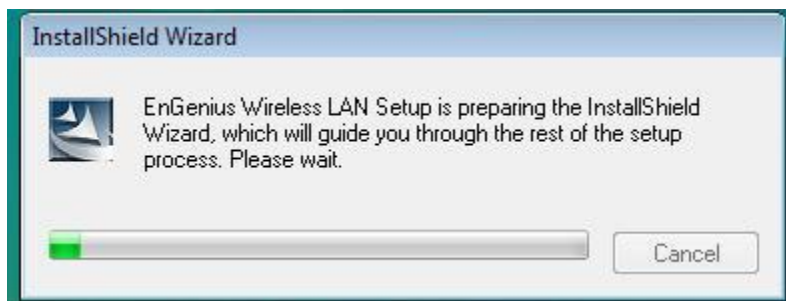 InstallShield Wizard
EnGenius Wireless LAN Setup is preparing the InstallShield
Wizard, which will guide you through the rest of the setup
process. Please wait.
Cancel